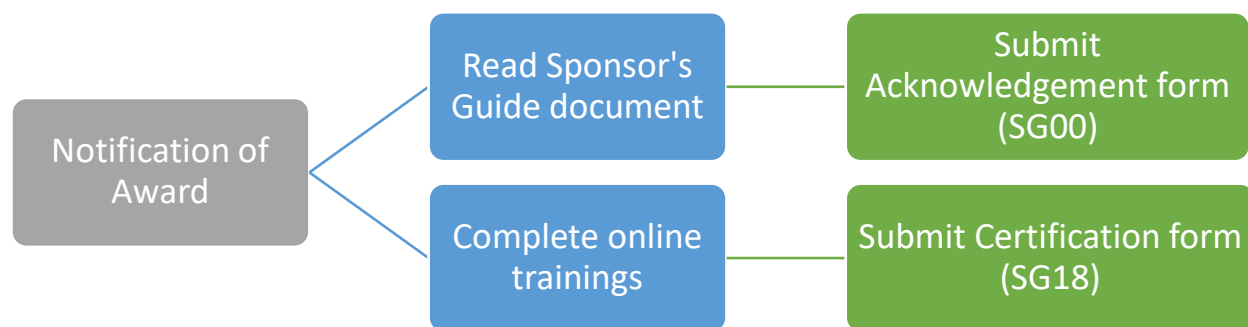 Notification of
Award
Read Sponsor's
Guide document
Submit
Acknowledgement form
(SG00)
Complete online
trainings
Submit Certification form
(SG18)